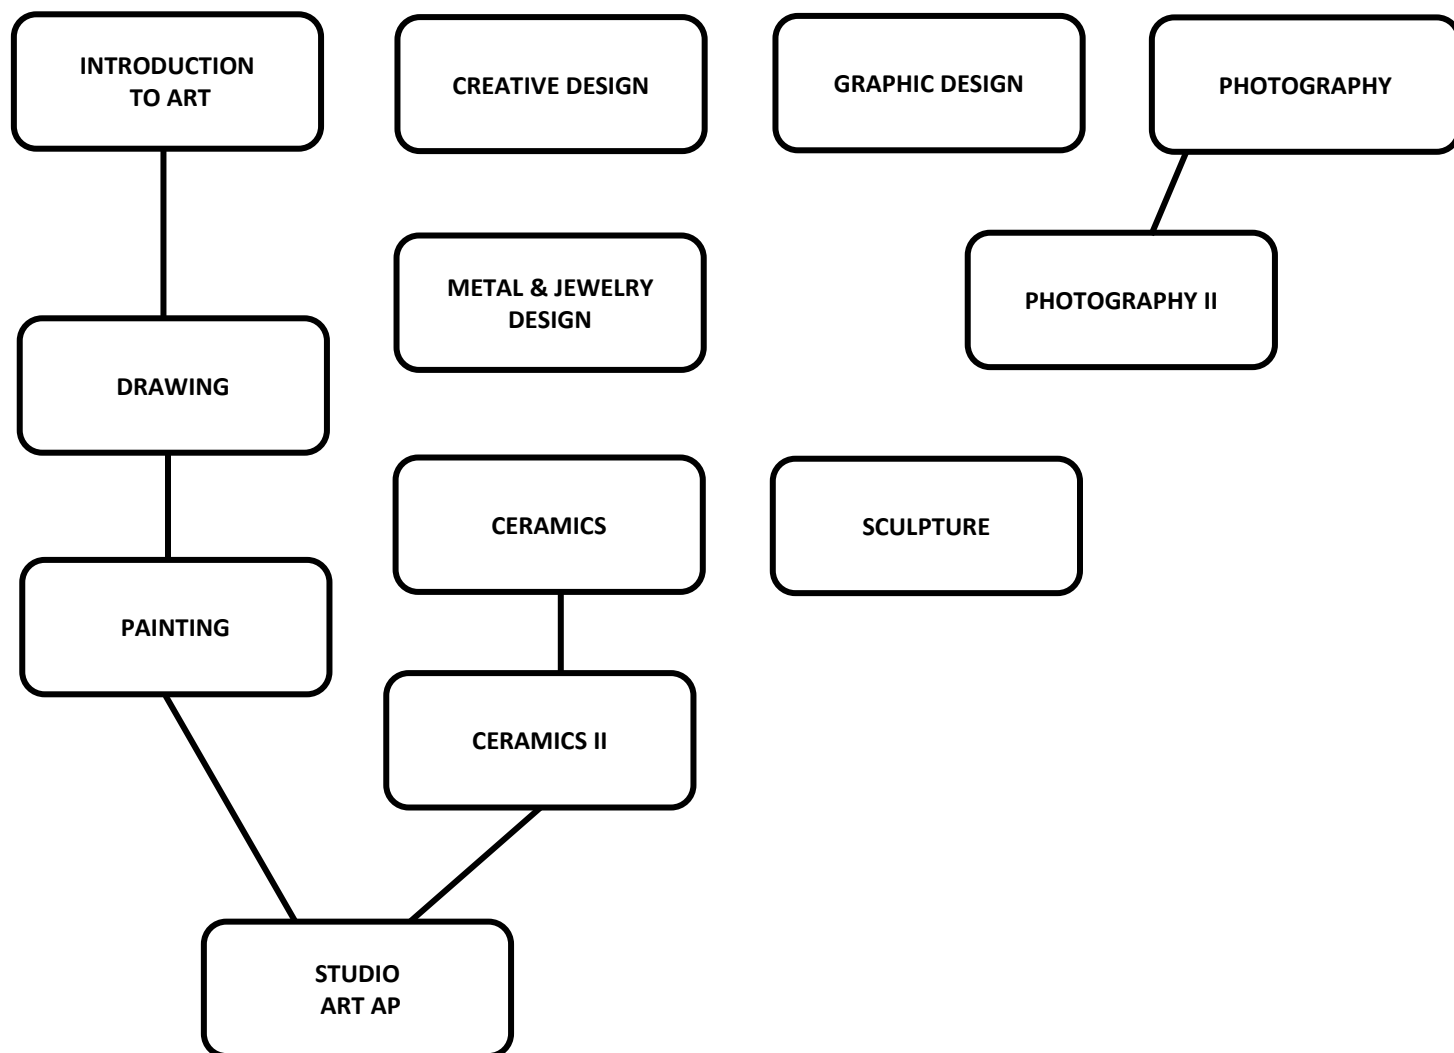 INTRODUCTION
TO ART
CREATIVE DESIGN
GRAPHIC DESIGN
PHOTOGRAPHY
METAL & JEWELRY
DESIGN
PHOTOGRAPHY II
DRAWING
CERAMICS
SCULPTURE
PAINTING
CERAMICS II
STUDIO
ART AP